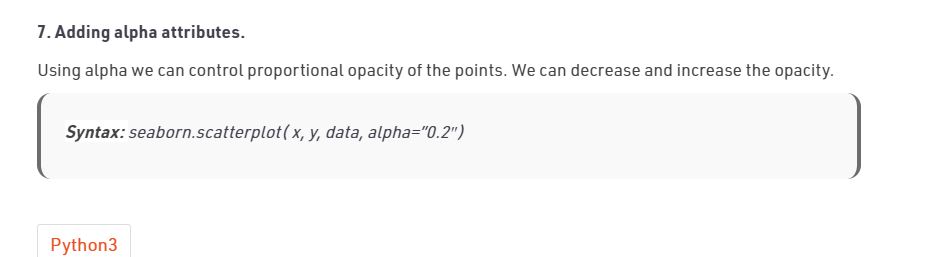 7. Adding alpha attributes.
Using alpha we can control proportional opacity of the points. We can decrease and increase the opacity.
Syntax: seaborn.scatterplot( x, y, data, alpha=”0.2″)
Python3